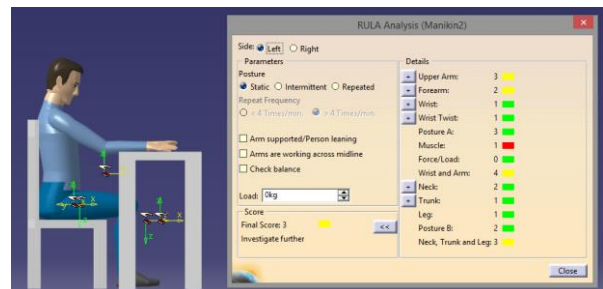 RULA Analysis (Manikin2)
Side: Left Right
Parameters
Posture
Static Intermittent Repeated
Repeat Frequency
< 4 Times/min. > 4 Times/min.
Arm supported/Person leaning
Arms are working across midline
Check balance
Load: 0kg
Score
Final Score: 3
<<
Investigate further
Details
+ Upper Arm: 3
+ Forearm: 2
+ Wrist: 1
+ Wrist Twist: 1
Posture A: 3
Muscle: 1
Force/Load: 0
Wrist and Arm: 4
+ Neck: 2
+ Trunk: 1
Leg: 1
Posture B: 2
Neck, Trunk and Leg: 3
Close
x
z
y
x
z